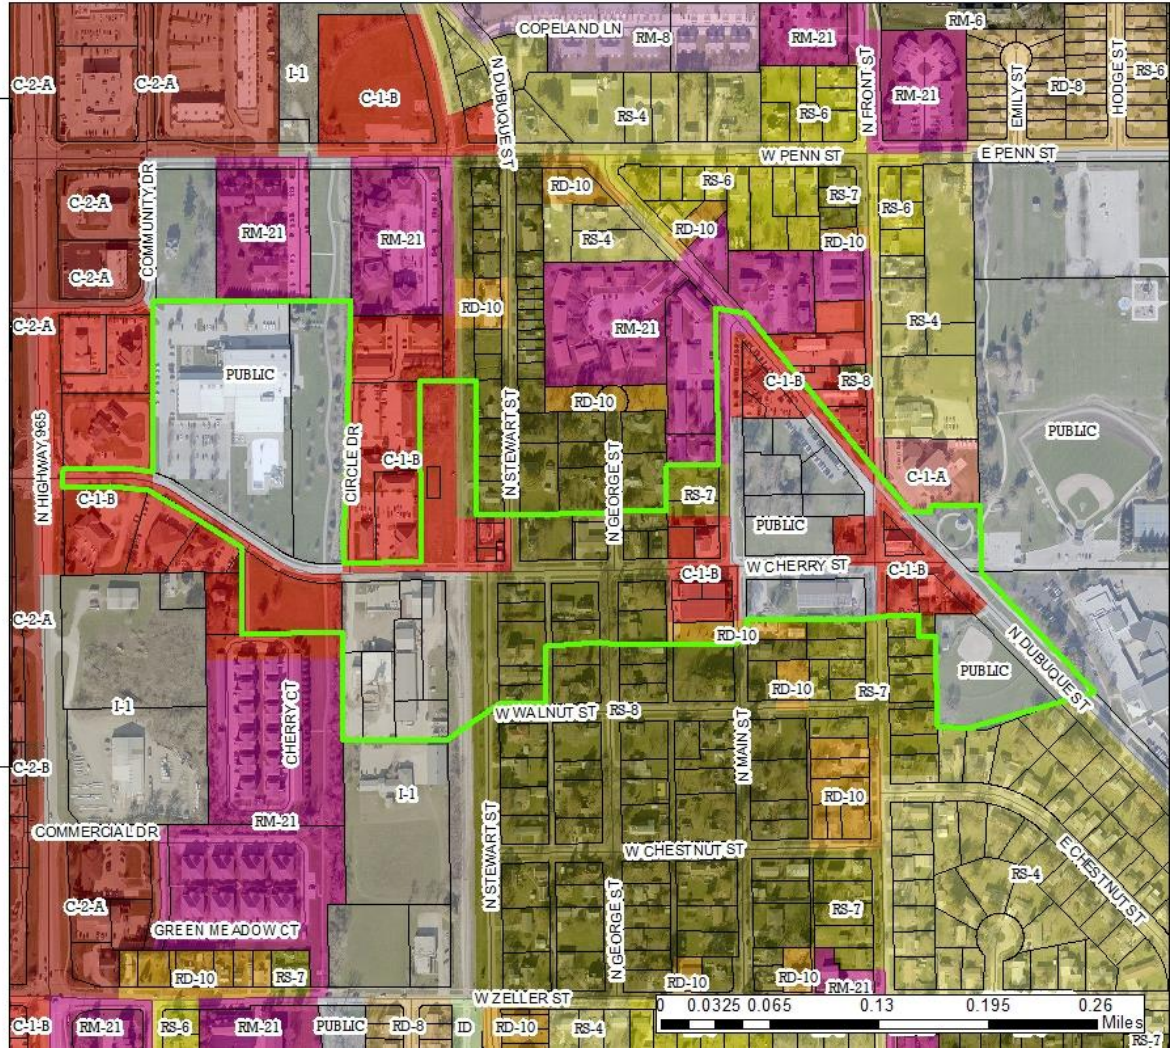 COPELAND LN
RM-8
RM-21
RM-6
C-2-A
C-2-A
I-1
C-1-B
N DUBUQUE ST
RS-4
RS-6
N FRONT ST
RM-21
EMILY ST
RD-8
HODGE ST
RS-6
W PENN ST
E PENN ST
COMMUNITY DR
C-2-A
RM-21
RM-21
RD-10
RS-4
RS-6
RD-10
RS-7
RS-6
RD-10
C-2-A
RD-10
RM-21
RS-4
C-2-A
PUBLIC
C-1-B
RS-8
RD-10
N HIGHWAY 965
CIRCLE DR
C-1-B
N STEWART ST
N GEORGE ST
RS-7
PUBLIC
C-1-A
C-1-B
PUBLIC
W CHERRY ST
C-1-B
C-1-B
C-2-A
RD-10
N DUBUQUE ST
PUBLIC
I-1
CHERRY CT
W WALNUT ST
RS-8
RD-10
RS-7
N MAIN ST
C-2-B
I-1
RD-10
RM-21
COMMERCIAL DR
N STEWART ST
W CHESTNUT ST
E CHESTNUT ST
RM-21
RS-4
C-2-A
N GEORGE ST
RS-7
GREEN MEADOW CT
RD-10
RS-7
RD-10
RD-10
RM-21
W ZELLER ST
0 0.0325 0.065 0.13 0.195 0.26
Miles
C-1-B
RM-21
RS-6
RM-21
PUBLIC
RD-8
ID
RD-10
RS-4
RS-7